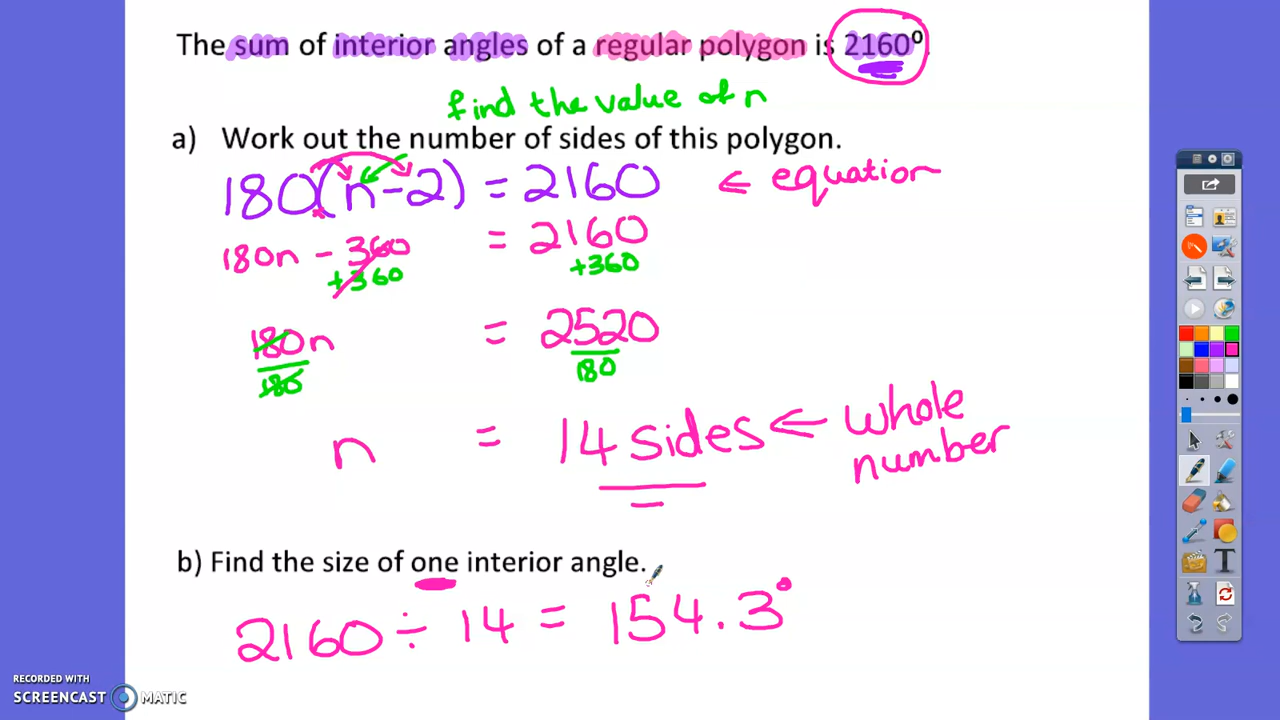 The sum of interior angles of a regular polygon is 2160⁰.
find the value of n
a) Work out the number of sides of this polygon.
180(n-2) = 2160 ← equation
180n - 360 = 2160
+360 +360
180n = 2520
180 180
n = 14 sides ← whole number
b) Find the size of one interior angle.
2160 ÷ 14 = 154.3°
RECORDED WITH
SCREENCAST MATIC
T